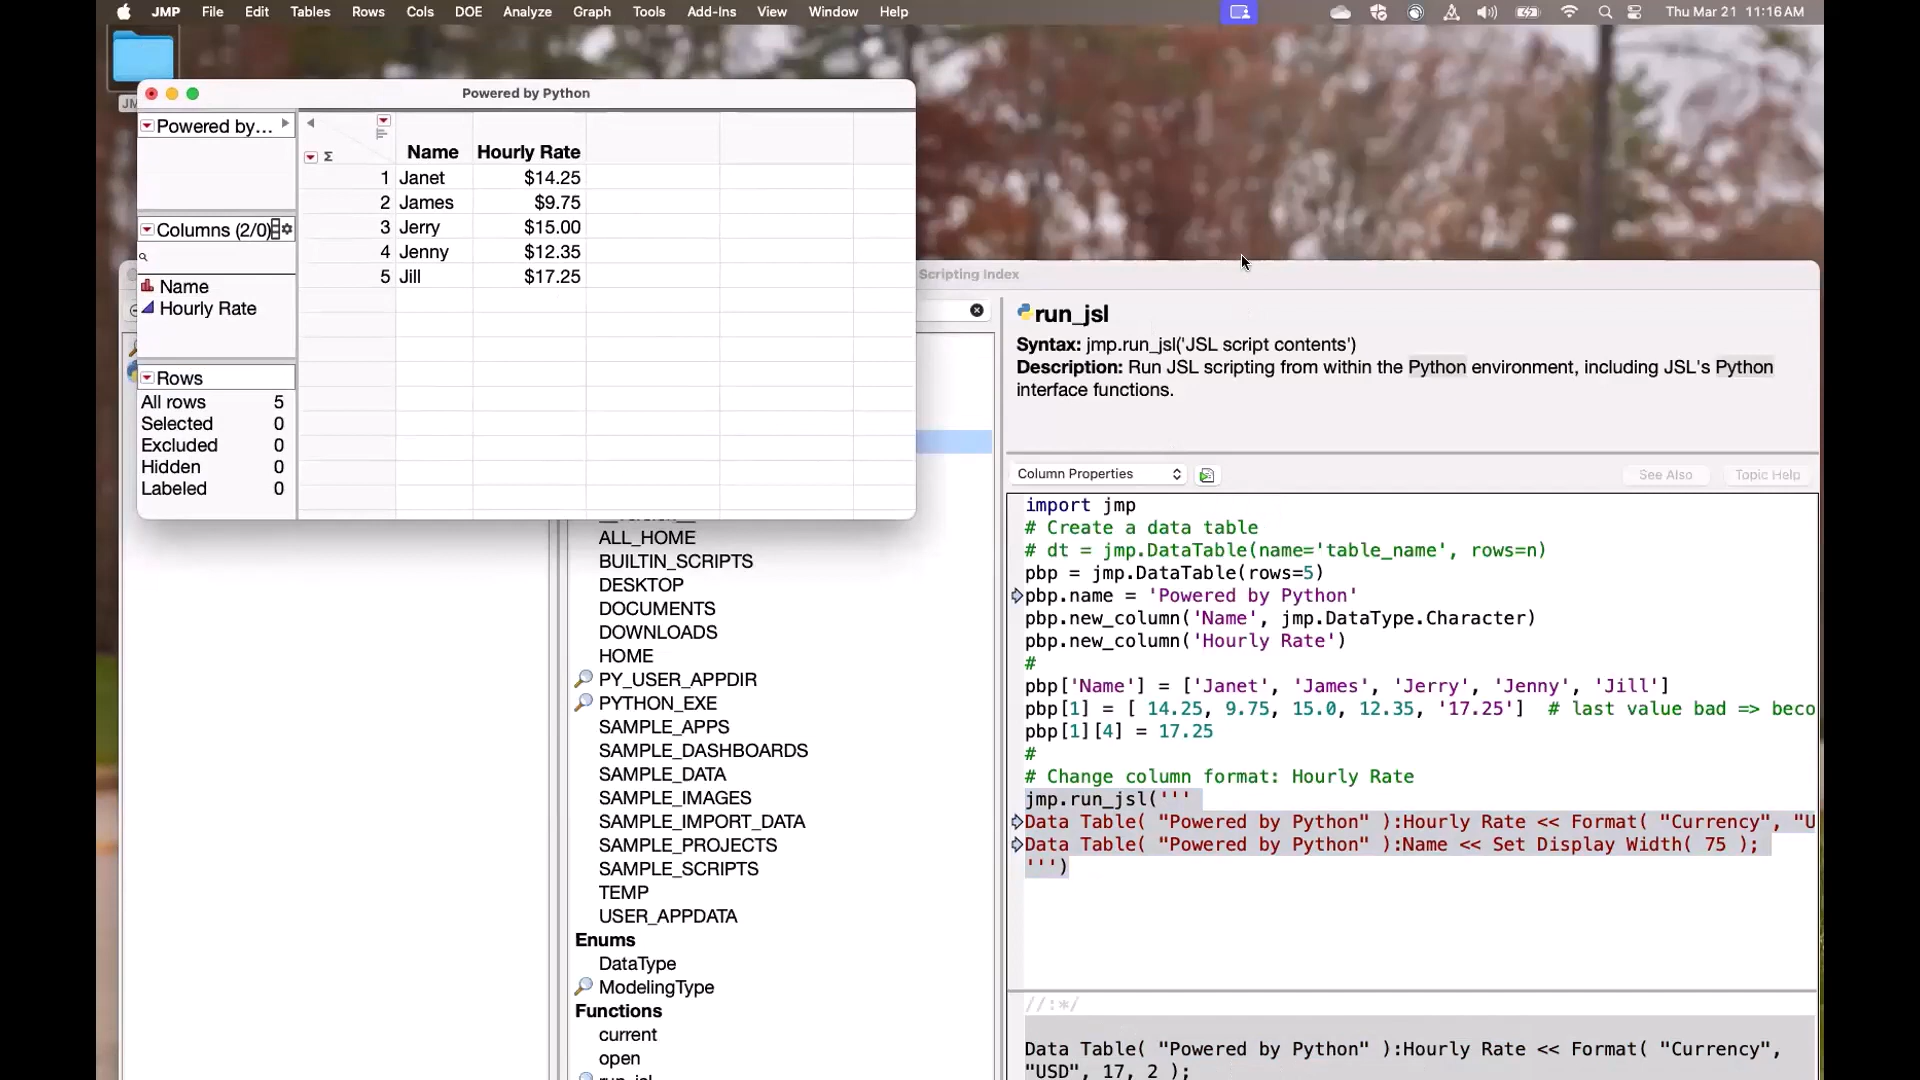 JMP File Edit Tables Rows Cols DOE Analyze Graph Tools Add-Ins View Window Help Thu Mar 21 11:16 AM
Powered by Python
Powered by...
Name Hourly Rate
1 Janet $14.25
2 James $9.75
3 Jerry $15.00
4 Jenny $12.35
5 Jill $17.25
Columns (2/0)
Name
Hourly Rate
Rows
All rows 5
Selected 0
Excluded 0
Hidden 0
Labeled 0
Scripting Index
run_jsl
Syntax: jmp.run_jsl('JSL script contents')
Description: Run JSL scripting from within the Python environment, including JSL's Python
interface functions.
Column Properties See Also Topic Help
import jmp
# Create a data table
# dt = jmp.DataTable(name='table_name', rows=n)
pbp = jmp.DataTable(rows=5)
pbp.name = 'Powered by Python'
pbp.new_column('Name', jmp.DataType.Character)
pbp.new_column('Hourly Rate')
#
pbp['Name'] = ['Janet', 'James', 'Jerry', 'Jenny', 'Jill']
pbp[1] = [ 14.25, 9.75, 15.0, 12.35, '17.25'] # last value bad => beco
pbp[1][4] = 17.25
#
# Change column format: Hourly Rate
jmp.run_jsl('''
Data Table( "Powered by Python" ):Hourly Rate << Format( "Currency", "U
Data Table( "Powered by Python" ):Name << Set Display Width( 75 );
''')
//:*/
Data Table( "Powered by Python" ):Hourly Rate << Format( "Currency",
"USD", 17, 2 );
ALL_HOME
BUILTIN_SCRIPTS
DESKTOP
DOCUMENTS
DOWNLOADS
HOME
PY_USER_APPDIR
PYTHON_EXE
SAMPLE_APPS
SAMPLE_DASHBOARDS
SAMPLE_DATA
SAMPLE_IMAGES
SAMPLE_IMPORT_DATA
SAMPLE_PROJECTS
SAMPLE_SCRIPTS
TEMP
USER_APPDATA
Enums
DataType
ModelingType
Functions
current
open